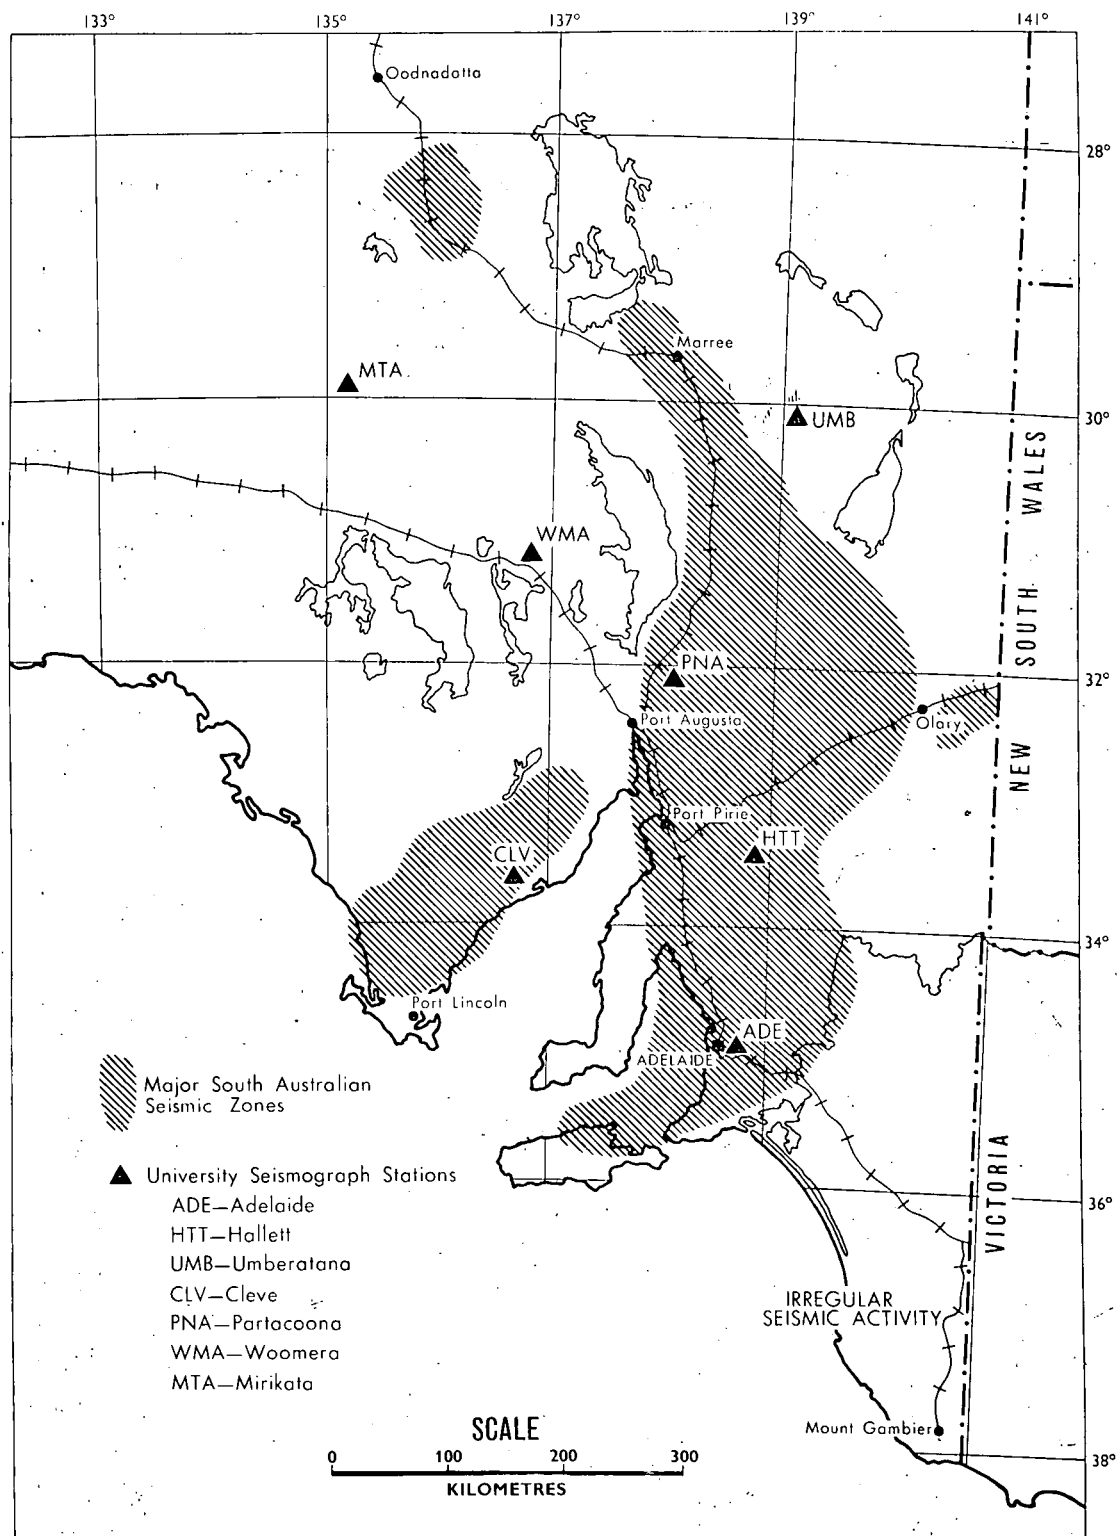 133° 135° 137° 139° 141°
Oodnadatta
28°
Marree
MTA
30°
UMB
WMA
NEW SOUTH WALES
PNA
32°
Port Augusta
Olary
Port Pirie
HTT
CLV
34°
Port Lincoln
ADE
ADELAIDE
Major South Australian
Seismic Zones
VICTORIA
University Seismograph Stations
36°
ADE—Adelaide
HTT—Hallett
UMB—Umberatana
CLV—Cleve
PNA—Partacoona
WMA—Woomera
MTA—Mirikata
IRREGULAR
SEISMIC ACTIVITY
SCALE
Mount Gambier
38°
0 100 200 300
KILOMETRES